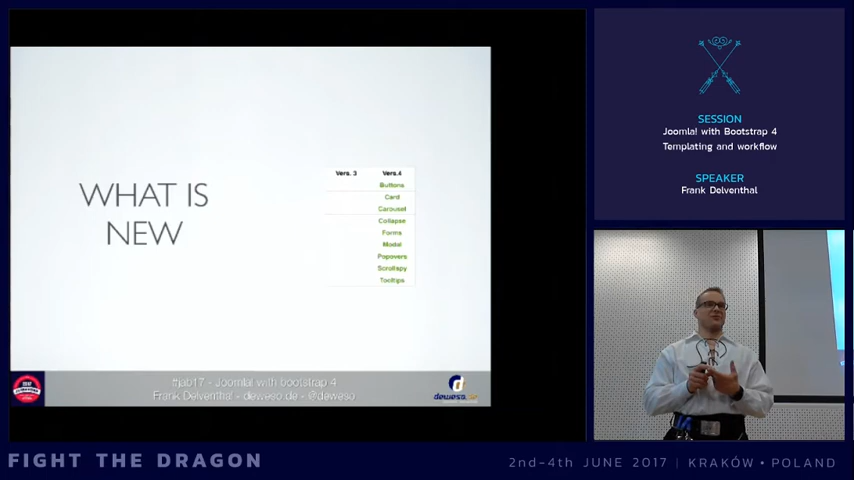 WHAT IS
NEW
Vers. 3 Vers.4
Buttons
Card
Carousel
Collapse
Forms
Modal
Popovers
Scrollspy
Tooltips
#jab17 - Joomla! with bootstrap 4
Frank Delventhal - deweso.de - @deweso
deweso.de
SESSION
Joomla! with Bootstrap 4
Templating and workflow
SPEAKER
Frank Delventhal
FIGHT THE DRAGON
2nd-4th JUNE 2017 | KRAKÓW • POLAND